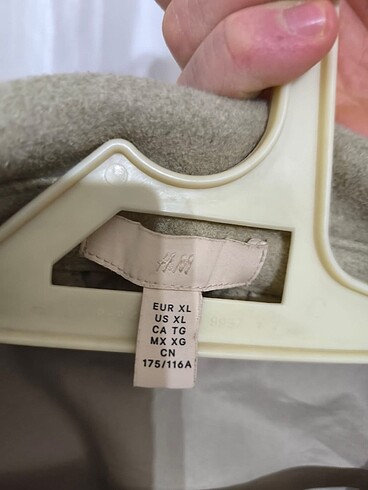 H&M
EUR XL
US XL
CA TG
MX XG
CN
175/116A